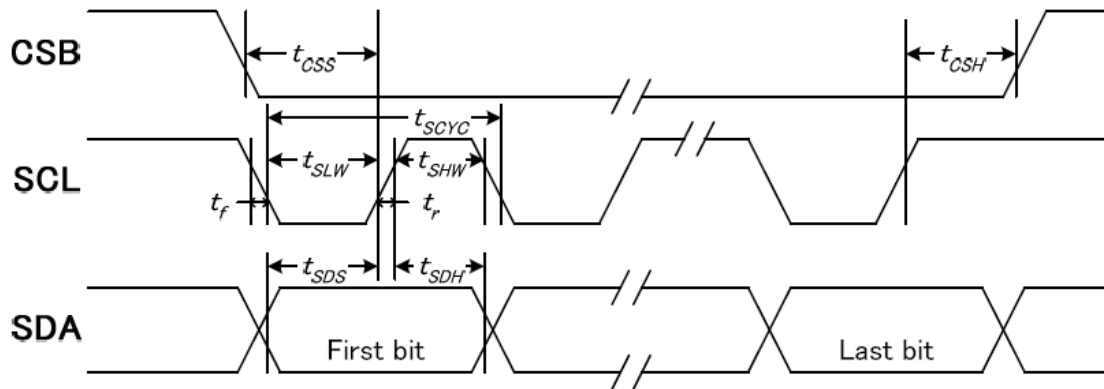 CSB
t_CSS
t_CSH
t_SCYC
SCL
t_SLW
t_SHW
t_f
t_r
t_SDS
t_SDH
SDA
First bit
Last bit